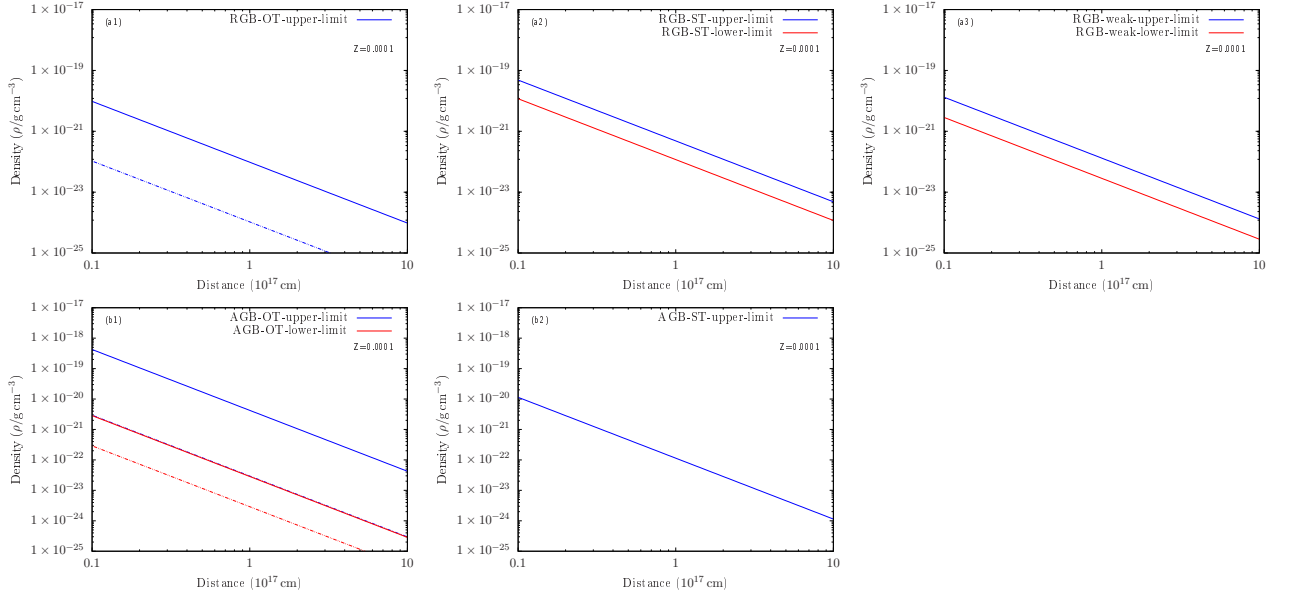 (a1)
RGB-OT-upper-limit
Z=0.0001
1 × 10⁻¹⁷
1 × 10⁻¹⁹
1 × 10⁻²¹
1 × 10⁻²³
1 × 10⁻²⁵
Density (ρ/g cm⁻³)
0.1 1 10
Distance (10¹⁷ cm)
(a2)
RGB-ST-upper-limit
RGB-ST-lower-limit
Z=0.0001
1 × 10⁻¹⁷
1 × 10⁻¹⁹
1 × 10⁻²¹
1 × 10⁻²³
1 × 10⁻²⁵
Density (ρ/g cm⁻³)
0.1 1 10
Distance (10¹⁷ cm)
(a3)
RGB-weak-upper-limit
RGB-weak-lower-limit
Z=0.0001
1 × 10⁻¹⁷
1 × 10⁻¹⁹
1 × 10⁻²¹
1 × 10⁻²³
1 × 10⁻²⁵
Density (ρ/g cm⁻³)
0.1 1 10
Distance (10¹⁷ cm)
(b1)
AGB-OT-upper-limit
AGB-OT-lower-limit
Z=0.0001
1 × 10⁻¹⁷
1 × 10⁻¹⁸
1 × 10⁻¹⁹
1 × 10⁻²⁰
1 × 10⁻²¹
1 × 10⁻²²
1 × 10⁻²³
1 × 10⁻²⁴
1 × 10⁻²⁵
Density (ρ/g cm⁻³)
0.1 1 10
Distance (10¹⁷ cm)
(b2)
AGB-ST-upper-limit
Z=0.0001
1 × 10⁻¹⁷
1 × 10⁻¹⁸
1 × 10⁻¹⁹
1 × 10⁻²⁰
1 × 10⁻²¹
1 × 10⁻²²
1 × 10⁻²³
1 × 10⁻²⁴
1 × 10⁻²⁵
Density (ρ/g cm⁻³)
0.1 1 10
Distance (10¹⁷ cm)